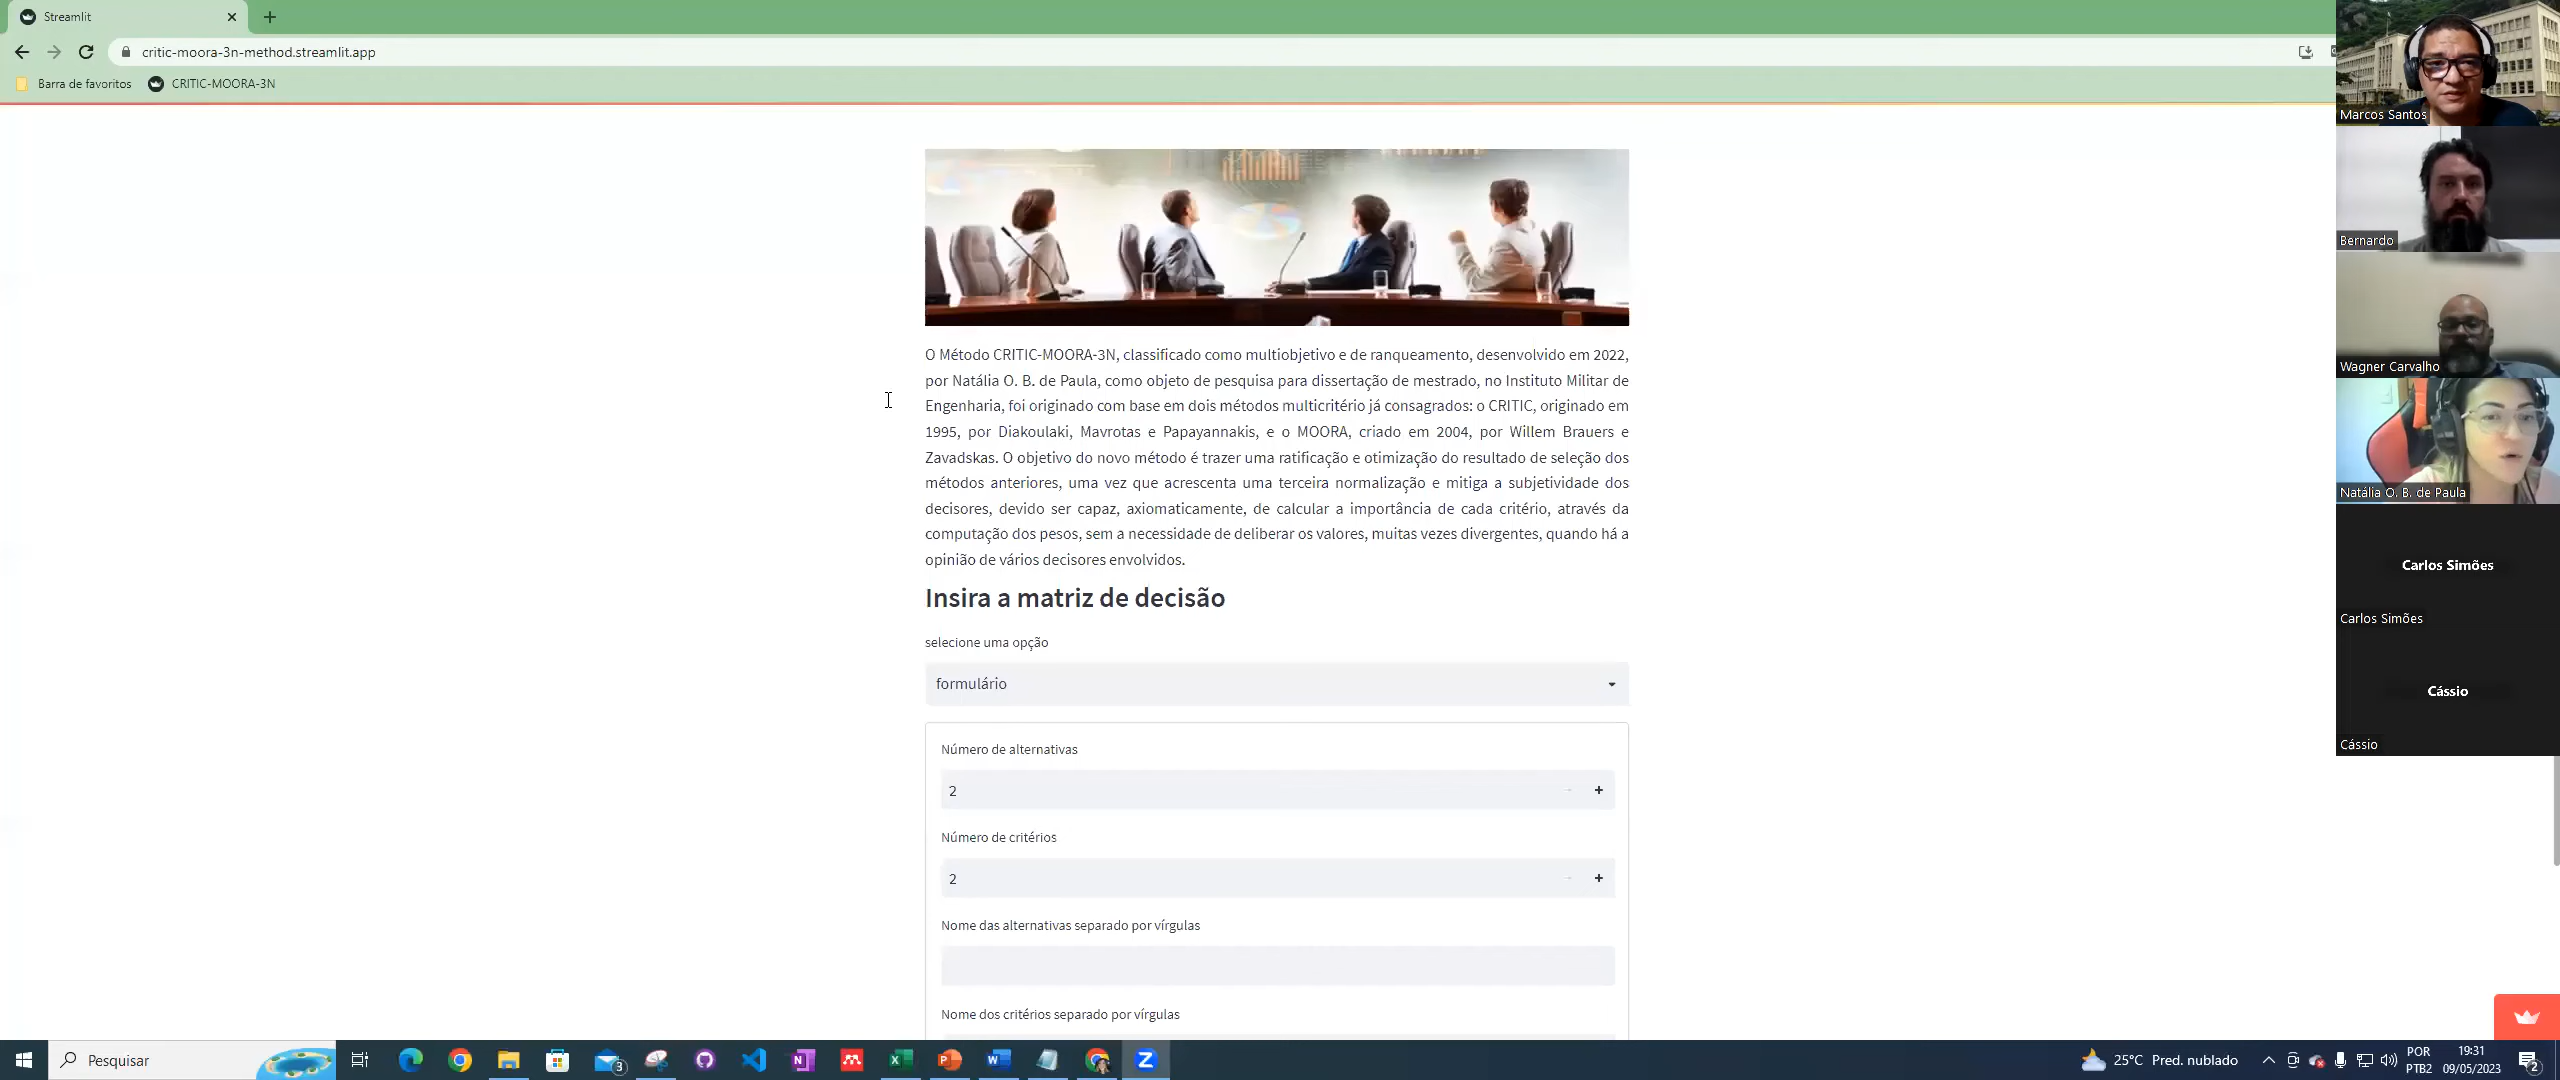 Streamlit
critic-moora-3n-method.streamlit.app
Barra de favoritos
CRITIC-MOORA-3N
O Método CRITIC-MOORA-3N, classificado como multiobjetivo e de ranqueamento, desenvolvido em 2022,
por Natália O. B. de Paula, como objeto de pesquisa para dissertação de mestrado, no Instituto Militar de
Engenharia, foi originado com base em dois métodos multicritério já consagrados: o CRITIC, originado em
1995, por Diakoulaki, Mavrotas e Papayannakis, e o MOORA, criado em 2004, por Willem Brauers e
Zavadskas. O objetivo do novo método é trazer uma ratificação e otimização do resultado de seleção dos
métodos anteriores, uma vez que acrescenta uma terceira normalização e mitiga a subjetividade dos
decisores, devido ser capaz, axiomaticamente, de calcular a importância de cada critério, através da
computação dos pesos, sem a necessidade de deliberar os valores, muitas vezes divergentes, quando há a
opinião de vários decisores envolvidos.
Insira a matriz de decisão
selecione uma opção
formulário
Número de alternativas
2
Número de critérios
2
Nome das alternativas separado por vírgulas
Nome dos critérios separado por vírgulas
Marcos Santos
Bernardo
Wagner Carvalho
Natália O. B. de Paula
Carlos Simões
Carlos Simões
Cássio
Cássio
Pesquisar
3
25°C Pred. nublado
POR
PTB2
19:31
09/05/2023
2